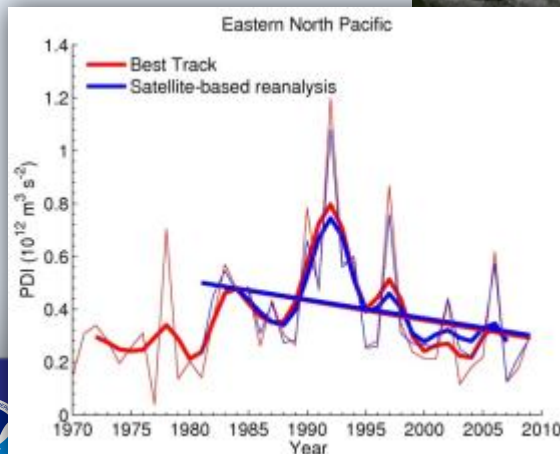 Eastern North Pacific
1.4
Best Track
Satellite-based reanalysis
1.2
1
0.8
0.6
0.4
0.2
0
PDI (10¹² m³ s⁻²)
1970 1975 1980 1985 1990 1995 2000 2005 2010
Year